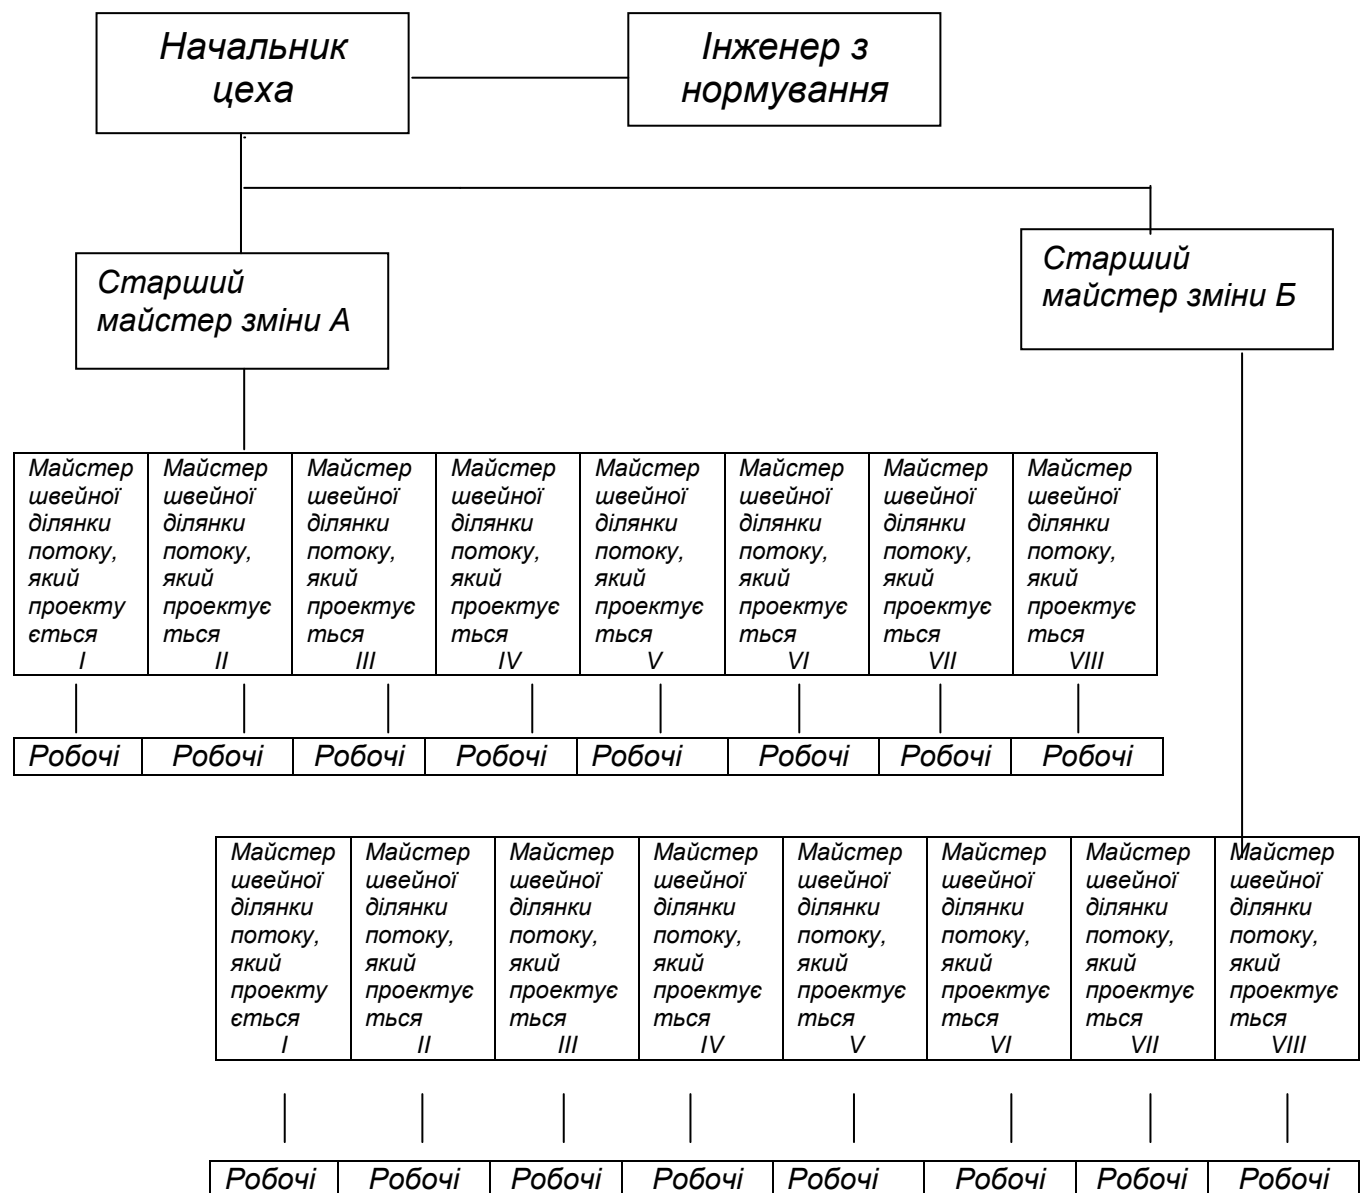 Начальник
цеха
Інженер з
нормування
Старший
майстер зміни А
Старший
майстер зміни Б
Майстер
швейної
ділянки
потоку,
який
проекту
ється
I
Майстер
швейної
ділянки
потоку,
який
проектує
ться
II
Майстер
швейної
ділянки
потоку,
який
проектує
ться
III
Майстер
швейної
ділянки
потоку,
який
проектує
ться
IV
Майстер
швейної
ділянки
потоку,
який
проектує
ться
V
Майстер
швейної
ділянки
потоку,
який
проектує
ться
VI
Майстер
швейної
ділянки
потоку,
який
проектує
ться
VII
Майстер
швейної
ділянки
потоку,
який
проектує
ться
VIII
Робочі Робочі Робочі Робочі Робочі Робочі Робочі Робочі
Майстер
швейної
ділянки
потоку,
який
проекту
ється
I
Майстер
швейної
ділянки
потоку,
який
проектує
ться
II
Майстер
швейної
ділянки
потоку,
який
проектує
ться
III
Майстер
швейної
ділянки
потоку,
який
проектує
ться
IV
Майстер
швейної
ділянки
потоку,
який
проектує
ться
V
Майстер
швейної
ділянки
потоку,
який
проектує
ться
VI
Майстер
швейної
ділянки
потоку,
який
проектує
ться
VII
Майстер
швейної
ділянки
потоку,
який
проектує
ться
VIII
Робочі Робочі Робочі Робочі Робочі Робочі Робочі Робочі